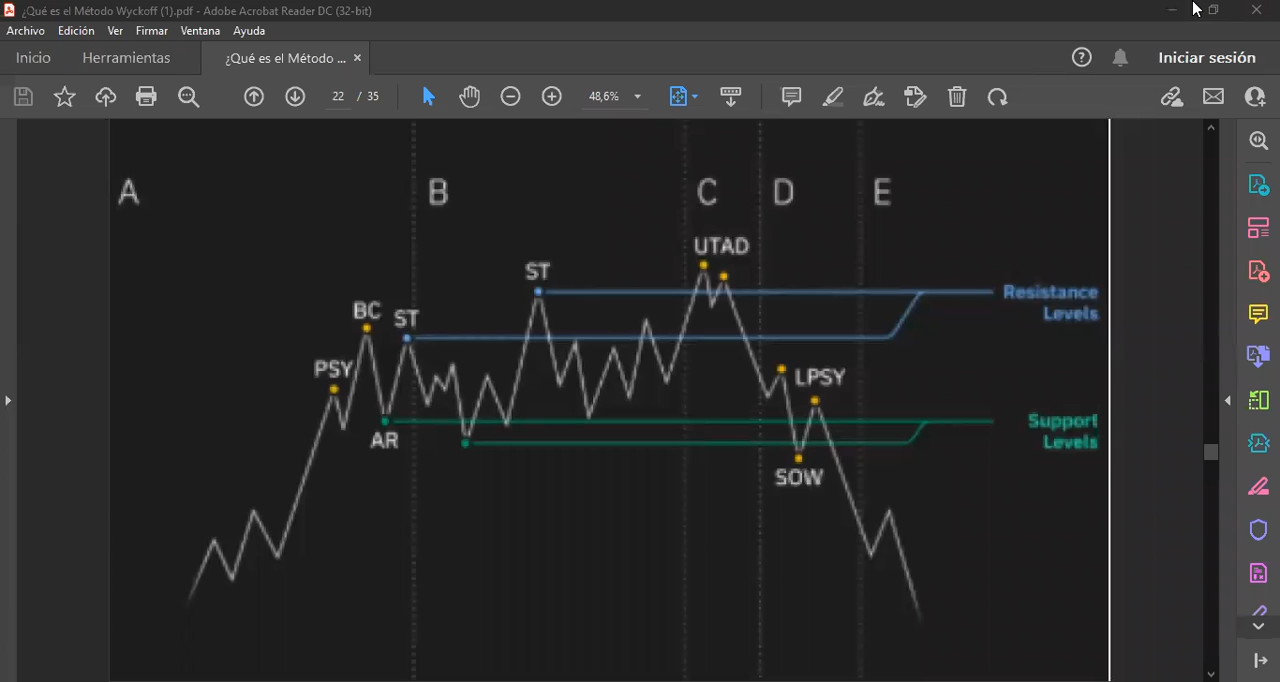 ¿Qué es el Método Wyckoff (1).pdf - Adobe Acrobat Reader DC (32-bit)
Archivo Edición Ver Firmar Ventana Ayuda
Inicio Herramientas ¿Qué es el Método ... × Iniciar sesión
22 / 35 48,6%
A B C D E
UTAD
ST
BC
ST
Resistance
Levels
PSY
LPSY
AR
Support
Levels
SOW